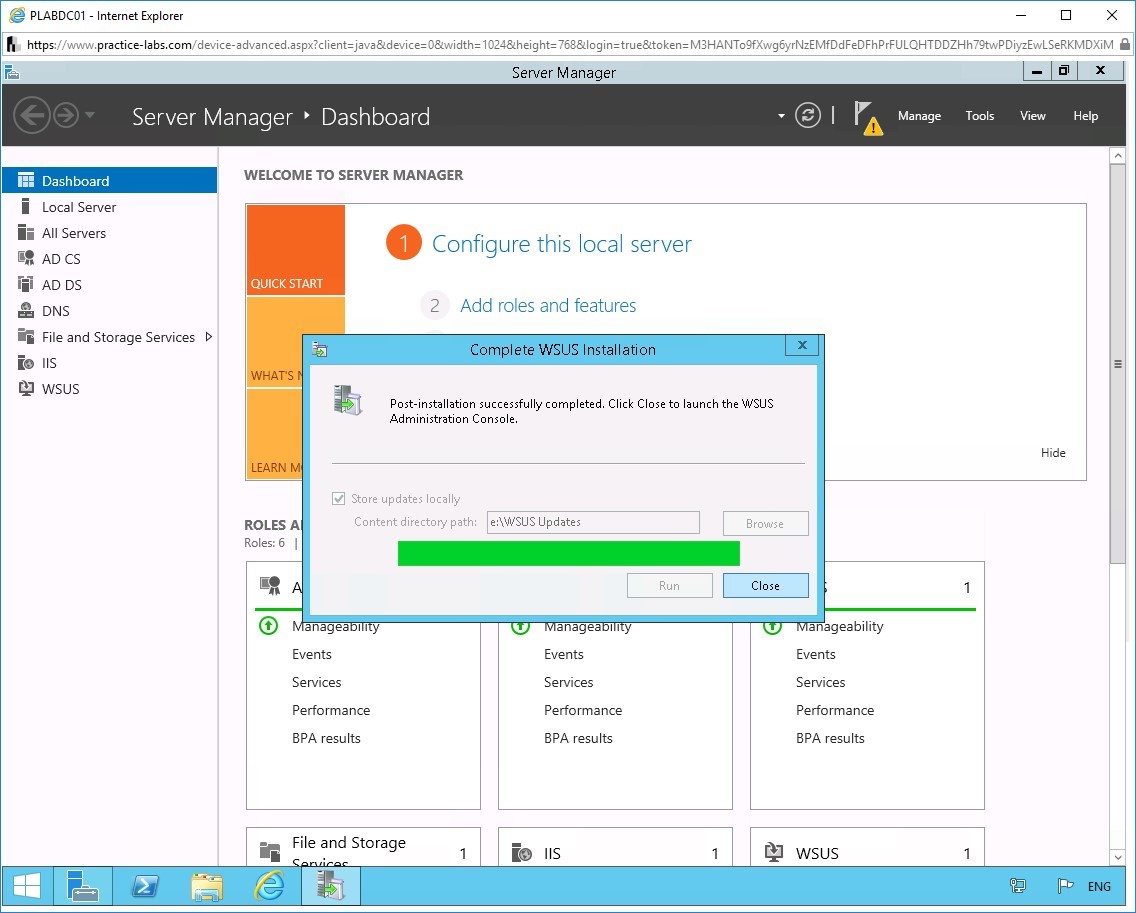 PLABDC01 - Internet Explorer
https://www.practice-labs.com/device-advanced.aspx?client=java&device=0&width=1024&height=768&login=true&token=M3HANTo9fXwg6yrNzEMfDdFeDFhPrFULQHTDDZHh79twPDiyzEwLSeRKMDXiM
Server Manager
Server Manager Dashboard
Manage Tools View Help
Dashboard
Local Server
All Servers
AD CS
AD DS
DNS
File and Storage Services
IIS
WSUS
WELCOME TO SERVER MANAGER
QUICK START
WHAT'S N
LEARN MO
1 Configure this local server
2 Add roles and features
Hide
Complete WSUS Installation
Post-installation successfully completed. Click Close to launch the WSUS
Administration Console.
Store updates locally
Content directory path: e:\WSUS Updates Browse
Run Close
ROLES A
Roles: 6 |
A
S 1
Manageability
Events
Services
Performance
BPA results
Manageability
Events
Services
Performance
BPA results
Manageability
Events
Services
Performance
BPA results
File and Storage
Services
1
IIS 1
WSUS 1
ENG